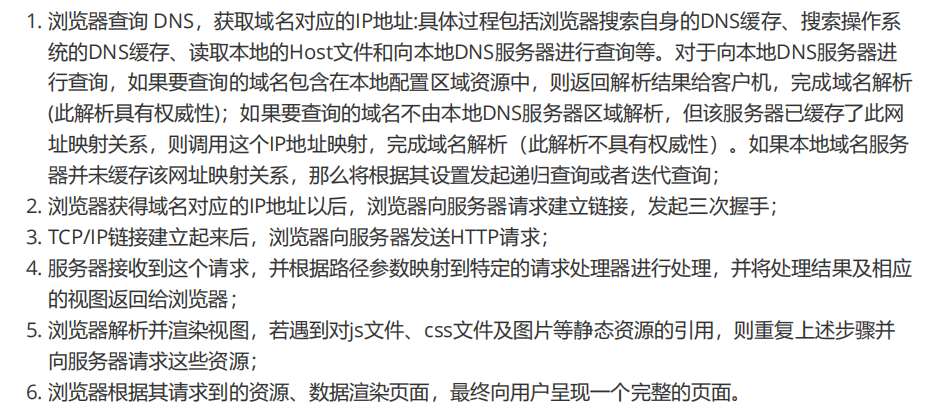 1. 浏览器查询 DNS，获取域名对应的IP地址:具体过程包括浏览器搜索自身的DNS缓存、搜索操作系
统的DNS缓存、读取本地的Host文件和向本地DNS服务器进行查询等。对于向本地DNS服务器进
行查询，如果要查询的域名包含在本地配置区域资源中，则返回解析结果给客户机，完成域名解析
(此解析具有权威性)；如果要查询的域名不由本地DNS服务器区域解析，但该服务器已缓存了此网
址映射关系，则调用这个IP地址映射，完成域名解析（此解析不具有权威性）。如果本地域名服务
器并未缓存该网址映射关系，那么将根据其设置发起递归查询或者迭代查询；
2. 浏览器获得域名对应的IP地址以后，浏览器向服务器请求建立链接，发起三次握手；
3. TCP/IP链接建立起来后，浏览器向服务器发送HTTP请求；
4. 服务器接收到这个请求，并根据路径参数映射到特定的请求处理器进行处理，并将处理结果及相应
的视图返回给浏览器；
5. 浏览器解析并渲染视图，若遇到对js文件、css文件及图片等静态资源的引用，则重复上述步骤并
向服务器请求这些资源；
6. 浏览器根据其请求到的资源、数据渲染页面，最终向用户呈现一个完整的页面。